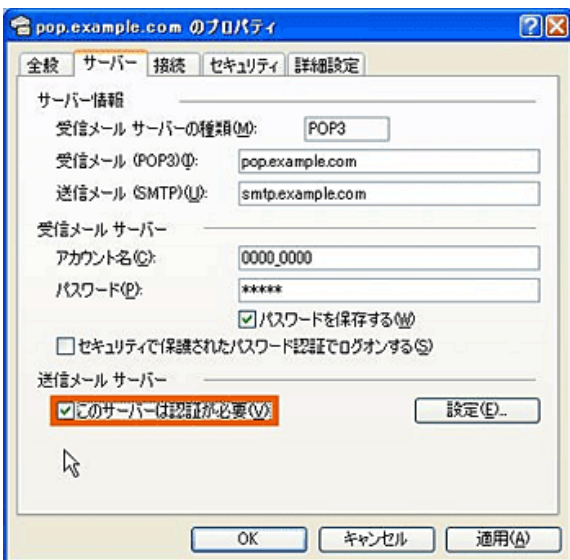 pop.example.com のプロパティ
全般 サーバー 接続 セキュリティ 詳細設定
サーバー情報
受信メール サーバーの種類(M): POP3
受信メール (POP3)(I): pop.example.com
送信メール (SMTP)(U): smtp.example.com
受信メール サーバー
アカウント名(C): 0000_0000
パスワード(P): *****
パスワードを保存する(W)
セキュリティで保護されたパスワード認証でログオンする(S)
送信メール サーバー
このサーバーは認証が必要(V) 設定(E)...
OK キャンセル 適用(A)